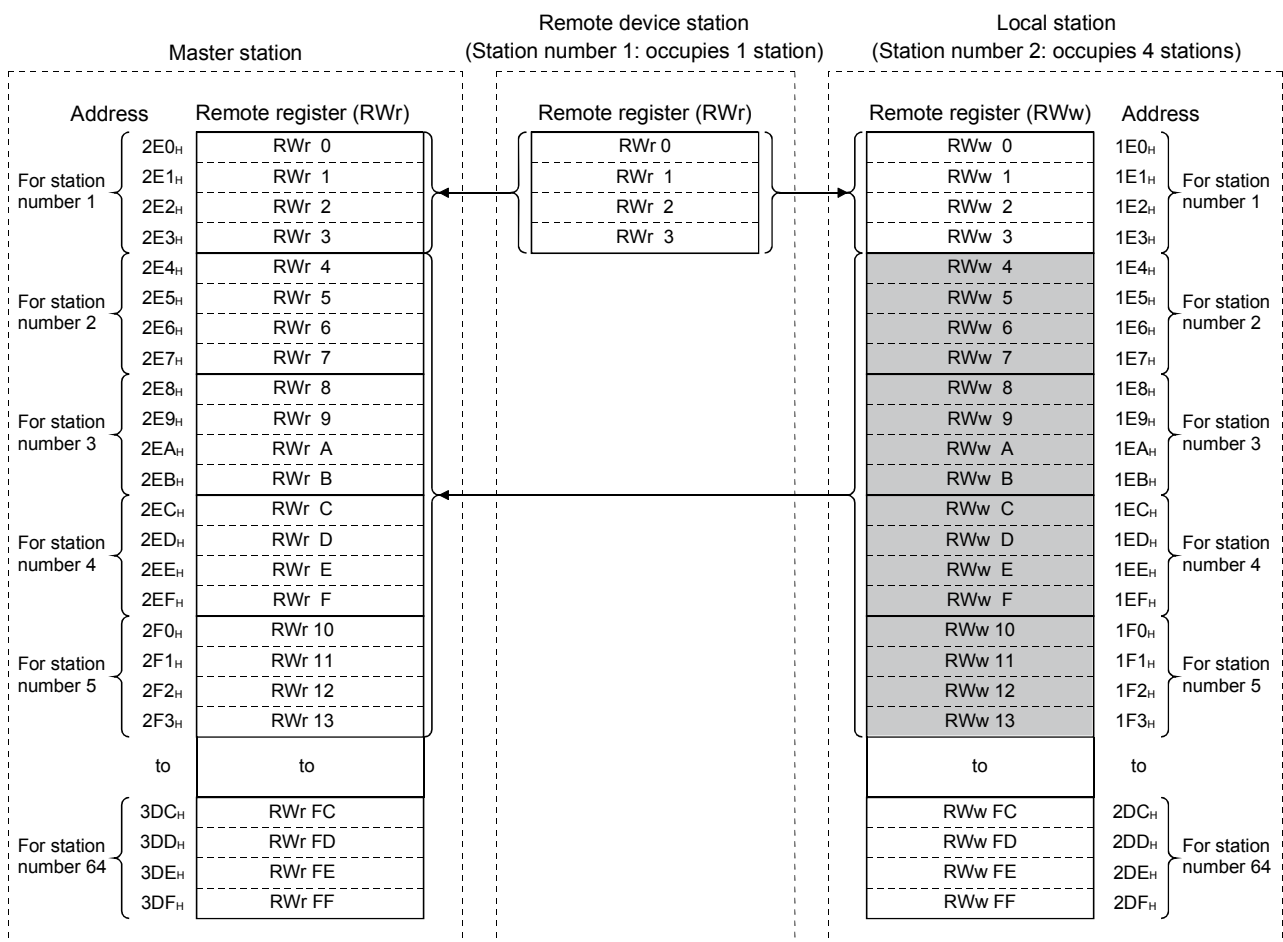 Remote device station
(Station number 1: occupies 1 station)
Local station
(Station number 2: occupies 4 stations)
Master station
Address Remote register (RWr) Remote register (RWr) Remote register (RWw) Address
2E0H RWr 0 RWr 0 RWw 0 1E0H
For station number 1 2E1H RWr 1 RWr 1 RWw 1 1E1H For station number 1
2E2H RWr 2 RWr 2 RWw 2 1E2H
2E3H RWr 3 RWr 3 RWw 3 1E3H
2E4H RWr 4 RWw 4 1E4H
For station number 2 2E5H RWr 5 RWw 5 1E5H For station number 2
2E6H RWr 6 RWw 6 1E6H
2E7H RWr 7 RWw 7 1E7H
2E8H RWr 8 RWw 8 1E8H
For station number 3 2E9H RWr 9 RWw 9 1E9H For station number 3
2EAH RWr A RWw A 1EAH
2EBH RWr B RWw B 1EBH
2ECH RWr C RWw C 1ECH
For station number 4 2EDH RWr D RWw D 1EDH For station number 4
2EEH RWr E RWw E 1EEH
2EFH RWr F RWw F 1EFH
2F0H RWr 10 RWw 10 1F0H
For station number 5 2F1H RWr 11 RWw 11 1F1H For station number 5
2F2H RWr 12 RWw 12 1F2H
2F3H RWr 13 RWw 13 1F3H
to to to to
3DCH RWr FC RWw FC 2DCH
For station number 64 3DDH RWr FD RWw FD 2DDH For station number 64
3DEH RWr FE RWw FE 2DEH
3DFH RWr FF RWw FF 2DFH